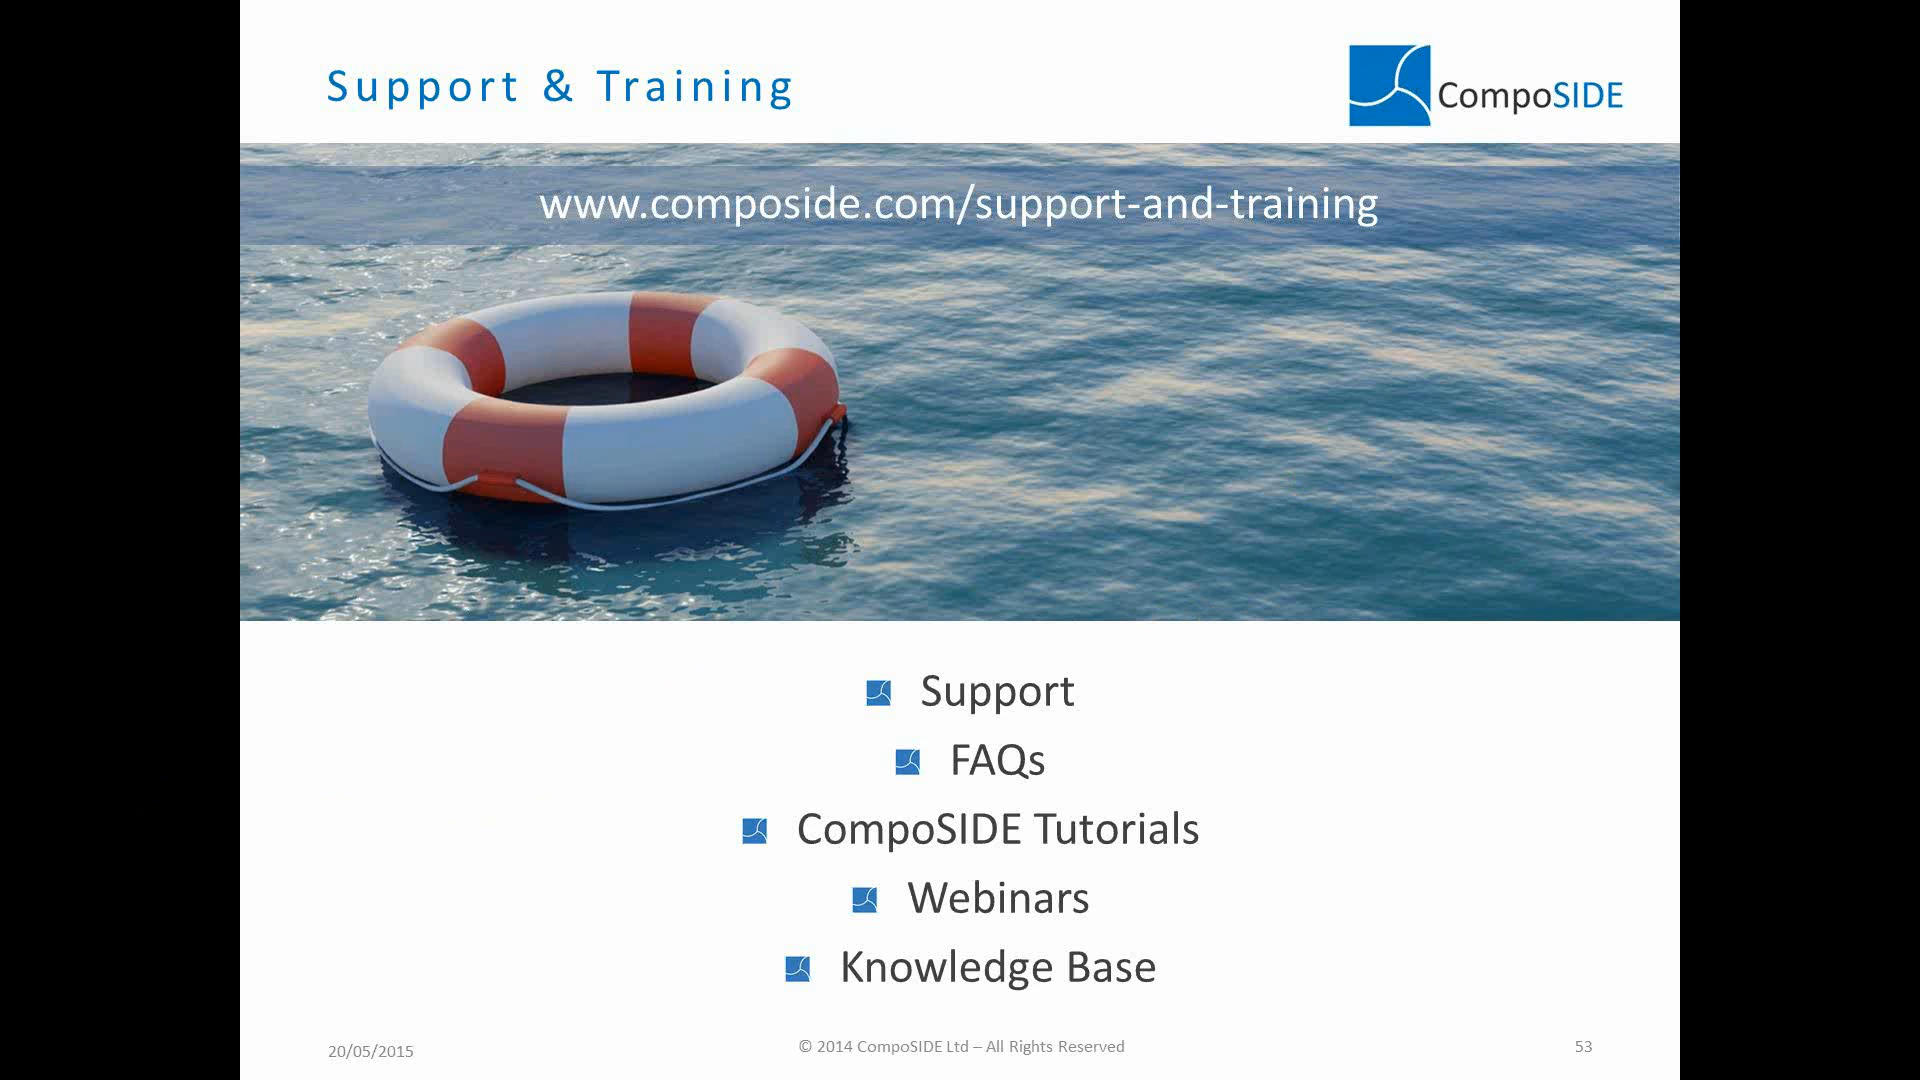 Support & Training
CompoSIDE
www.composide.com/support-and-training
Support
FAQs
CompoSIDE Tutorials
Webinars
Knowledge Base
20/05/2015
© 2014 CompoSIDE Ltd – All Rights Reserved
53